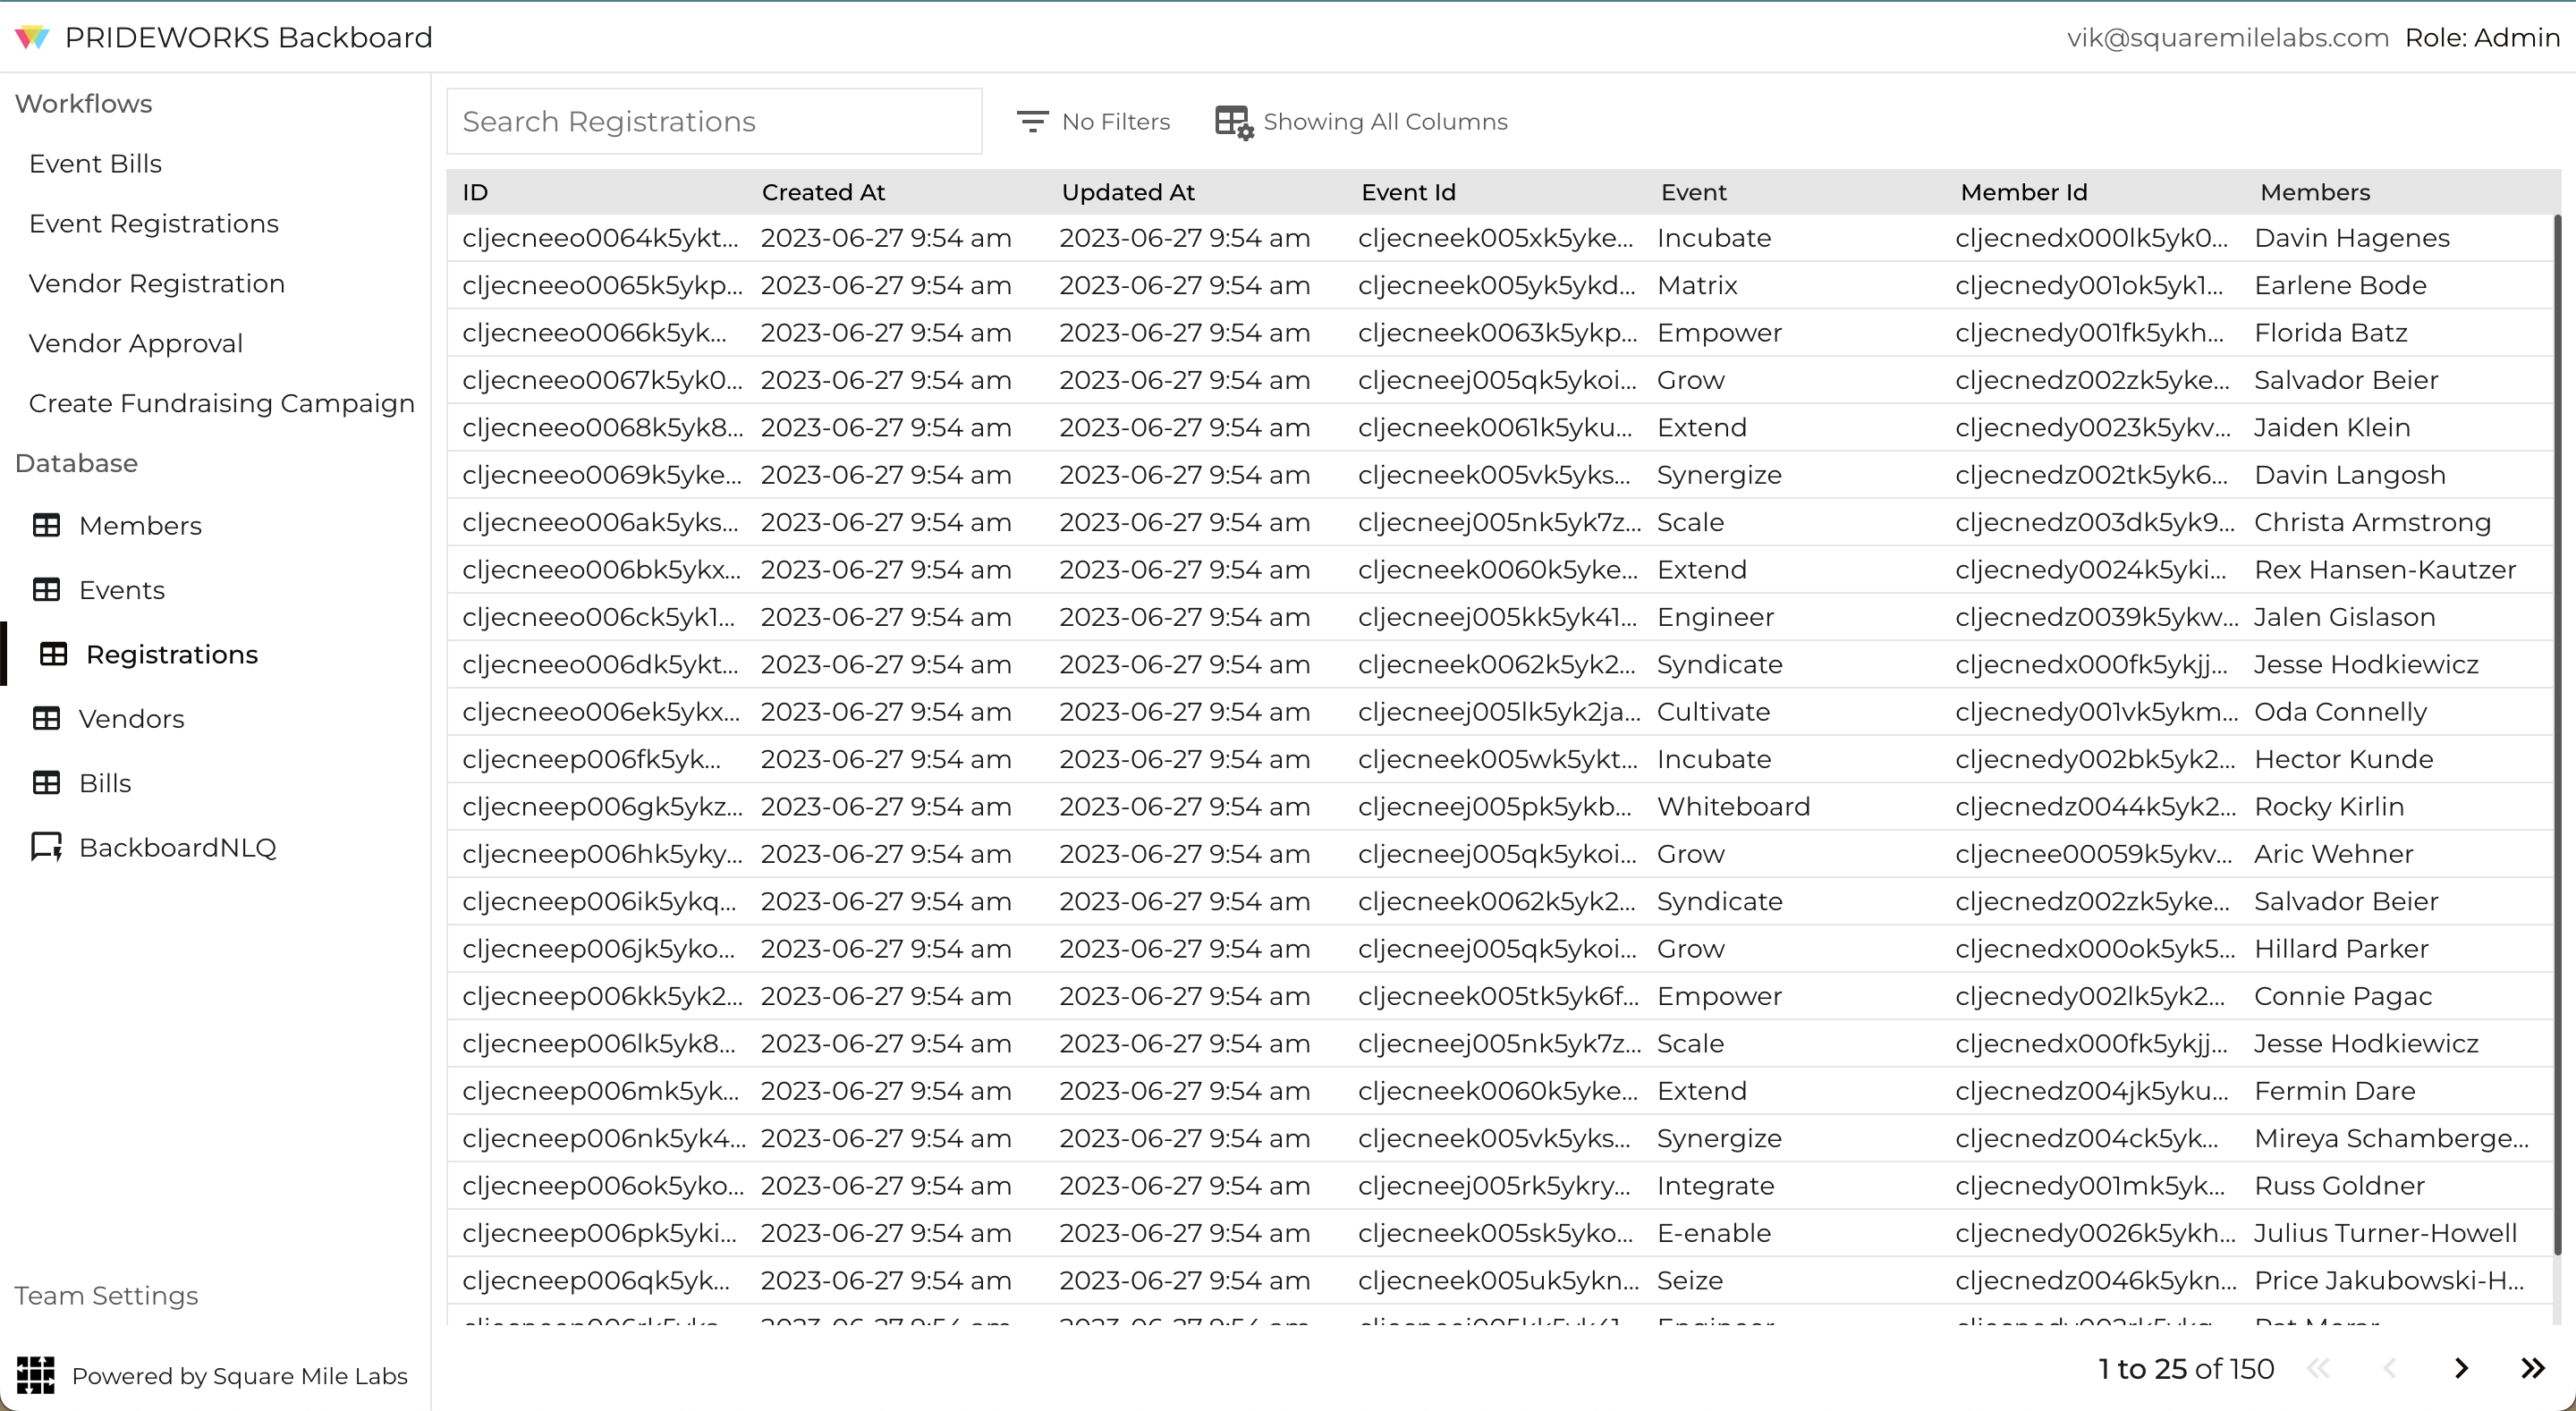 PRIDEWORKS Backboard
vik@squaremilelabs.com Role: Admin
Workflows
Event Bills
Event Registrations
Vendor Registration
Vendor Approval
Create Fundraising Campaign
Database
Members
Events
Registrations
Vendors
Bills
BackboardNLQ
Team Settings
Powered by Square Mile Labs
Search Registrations No Filters Showing All Columns
ID Created At Updated At Event Id Event Member Id Members
cljecneeo0064k5ykt... 2023-06-27 9:54 am 2023-06-27 9:54 am cljecneek005xk5yke... Incubate cljecnedx000lk5yk0... Davin Hagenes
cljecneeo0065k5ykp... 2023-06-27 9:54 am 2023-06-27 9:54 am cljecneek005yk5ykd... Matrix cljecnedy001ok5yk1... Earlene Bode
cljecneeo0066k5yk... 2023-06-27 9:54 am 2023-06-27 9:54 am cljecneek0063k5ykp... Empower cljecnedy001fk5ykh... Florida Batz
cljecneeo0067k5yk0... 2023-06-27 9:54 am 2023-06-27 9:54 am cljecneej005qk5ykoi... Grow cljecnedz002zk5yke... Salvador Beier
cljecneeo0068k5yk8... 2023-06-27 9:54 am 2023-06-27 9:54 am cljecneek0061k5yku... Extend cljecnedy0023k5ykv... Jaiden Klein
cljecneeo0069k5yke... 2023-06-27 9:54 am 2023-06-27 9:54 am cljecneek005vk5yks... Synergize cljecnedz002tk5yk6... Davin Langosh
cljecneeo006ak5yks... 2023-06-27 9:54 am 2023-06-27 9:54 am cljecneej005nk5yk7z... Scale cljecnedz003dk5yk9... Christa Armstrong
cljecneeo006bk5ykx... 2023-06-27 9:54 am 2023-06-27 9:54 am cljecneek0060k5yke... Extend cljecnedy0024k5yki... Rex Hansen-Kautzer
cljecneeo006ck5yk1... 2023-06-27 9:54 am 2023-06-27 9:54 am cljecneej005kk5yk41... Engineer cljecnedz0039k5ykw... Jalen Gislason
cljecneeo006dk5ykt... 2023-06-27 9:54 am 2023-06-27 9:54 am cljecneek0062k5yk2... Syndicate cljecnedx000fk5ykjj... Jesse Hodkiewicz
cljecneeo006ek5ykx... 2023-06-27 9:54 am 2023-06-27 9:54 am cljecneej005lk5yk2ja... Cultivate cljecnedy001vk5ykm... Oda Connelly
cljecneep006fk5yk... 2023-06-27 9:54 am 2023-06-27 9:54 am cljecneek005wk5ykt... Incubate cljecnedy002bk5yk2... Hector Kunde
cljecneep006gk5ykz... 2023-06-27 9:54 am 2023-06-27 9:54 am cljecneej005pk5ykb... Whiteboard cljecnedz0044k5yk2... Rocky Kirlin
cljecneep006hk5yky... 2023-06-27 9:54 am 2023-06-27 9:54 am cljecneej005qk5ykoi... Grow cljecnee00059k5ykv... Aric Wehner
cljecneep006ik5ykq... 2023-06-27 9:54 am 2023-06-27 9:54 am cljecneek0062k5yk2... Syndicate cljecnedz002zk5yke... Salvador Beier
cljecneep006jk5yko... 2023-06-27 9:54 am 2023-06-27 9:54 am cljecneej005qk5ykoi... Grow cljecnedx000ok5yk5... Hillard Parker
cljecneep006kk5yk2... 2023-06-27 9:54 am 2023-06-27 9:54 am cljecneek005tk5yk6f... Empower cljecnedy002lk5yk2... Connie Pagac
cljecneep006lk5yk8... 2023-06-27 9:54 am 2023-06-27 9:54 am cljecneej005nk5yk7z... Scale cljecnedx000fk5ykjj... Jesse Hodkiewicz
cljecneep006mk5yk... 2023-06-27 9:54 am 2023-06-27 9:54 am cljecneek0060k5yke... Extend cljecnedz004jk5yku... Fermin Dare
cljecneep006nk5yk4... 2023-06-27 9:54 am 2023-06-27 9:54 am cljecneek005vk5yks... Synergize cljecnedz004ck5yk... Mireya Schamberge...
cljecneep006ok5yko... 2023-06-27 9:54 am 2023-06-27 9:54 am cljecneej005rk5ykry... Integrate cljecnedy001mk5yk... Russ Goldner
cljecneep006pk5yki... 2023-06-27 9:54 am 2023-06-27 9:54 am cljecneek005sk5yko... E-enable cljecnedy0026k5ykh... Julius Turner-Howell
cljecneep006qk5yk... 2023-06-27 9:54 am 2023-06-27 9:54 am cljecneek005uk5ykn... Seize cljecnedz0046k5ykn... Price Jakubowski-H...
1 to 25 of 150